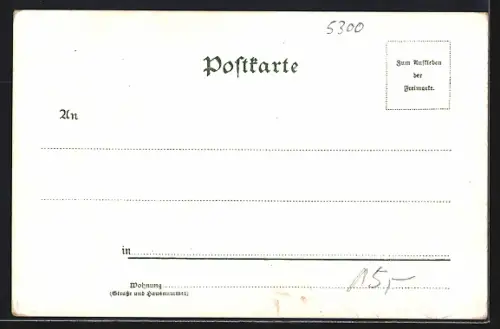 5300
Postkarte
Zum Aufkleben
der
Freimarke.
An
in
Wohnung
(Straße und Hausnummer)
15,-